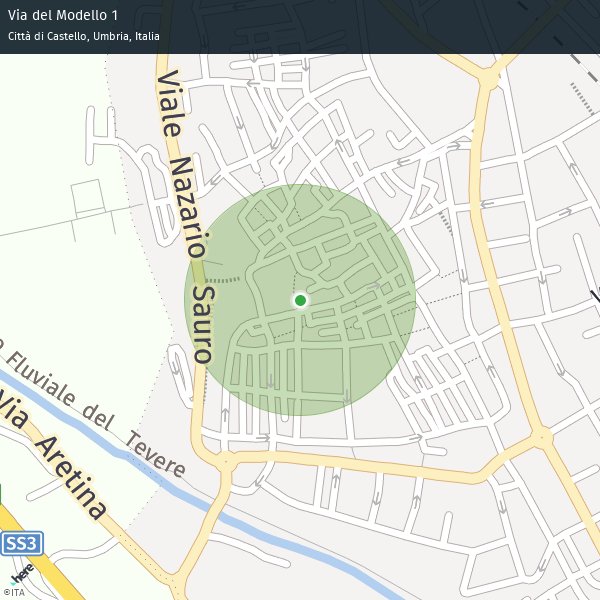 Via del Modello 1
Città di Castello, Umbria, Italia
Viale Nazario Sauro
Fluviale del Tevere
Via Aretina
SS3
here
©ITA